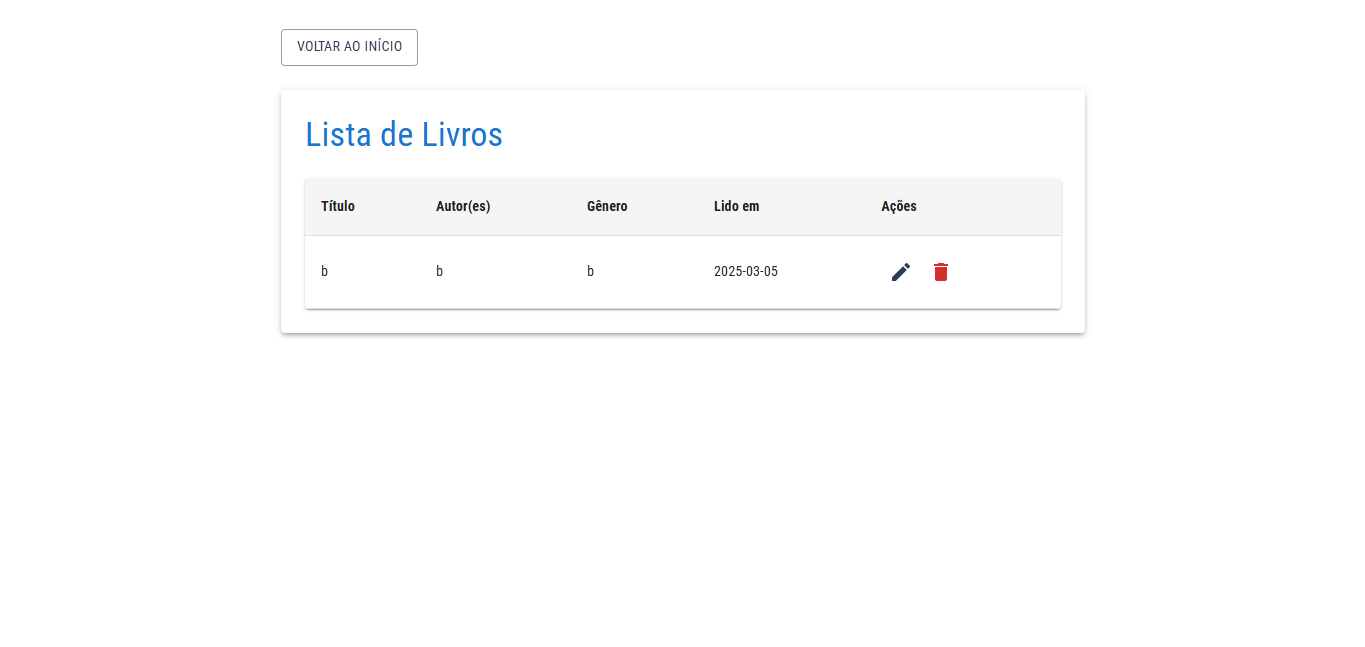 VOLTAR AO INÍCIO
Lista de Livros
Título Autor(es) Gênero Lido em Ações
b b b 2025-03-05